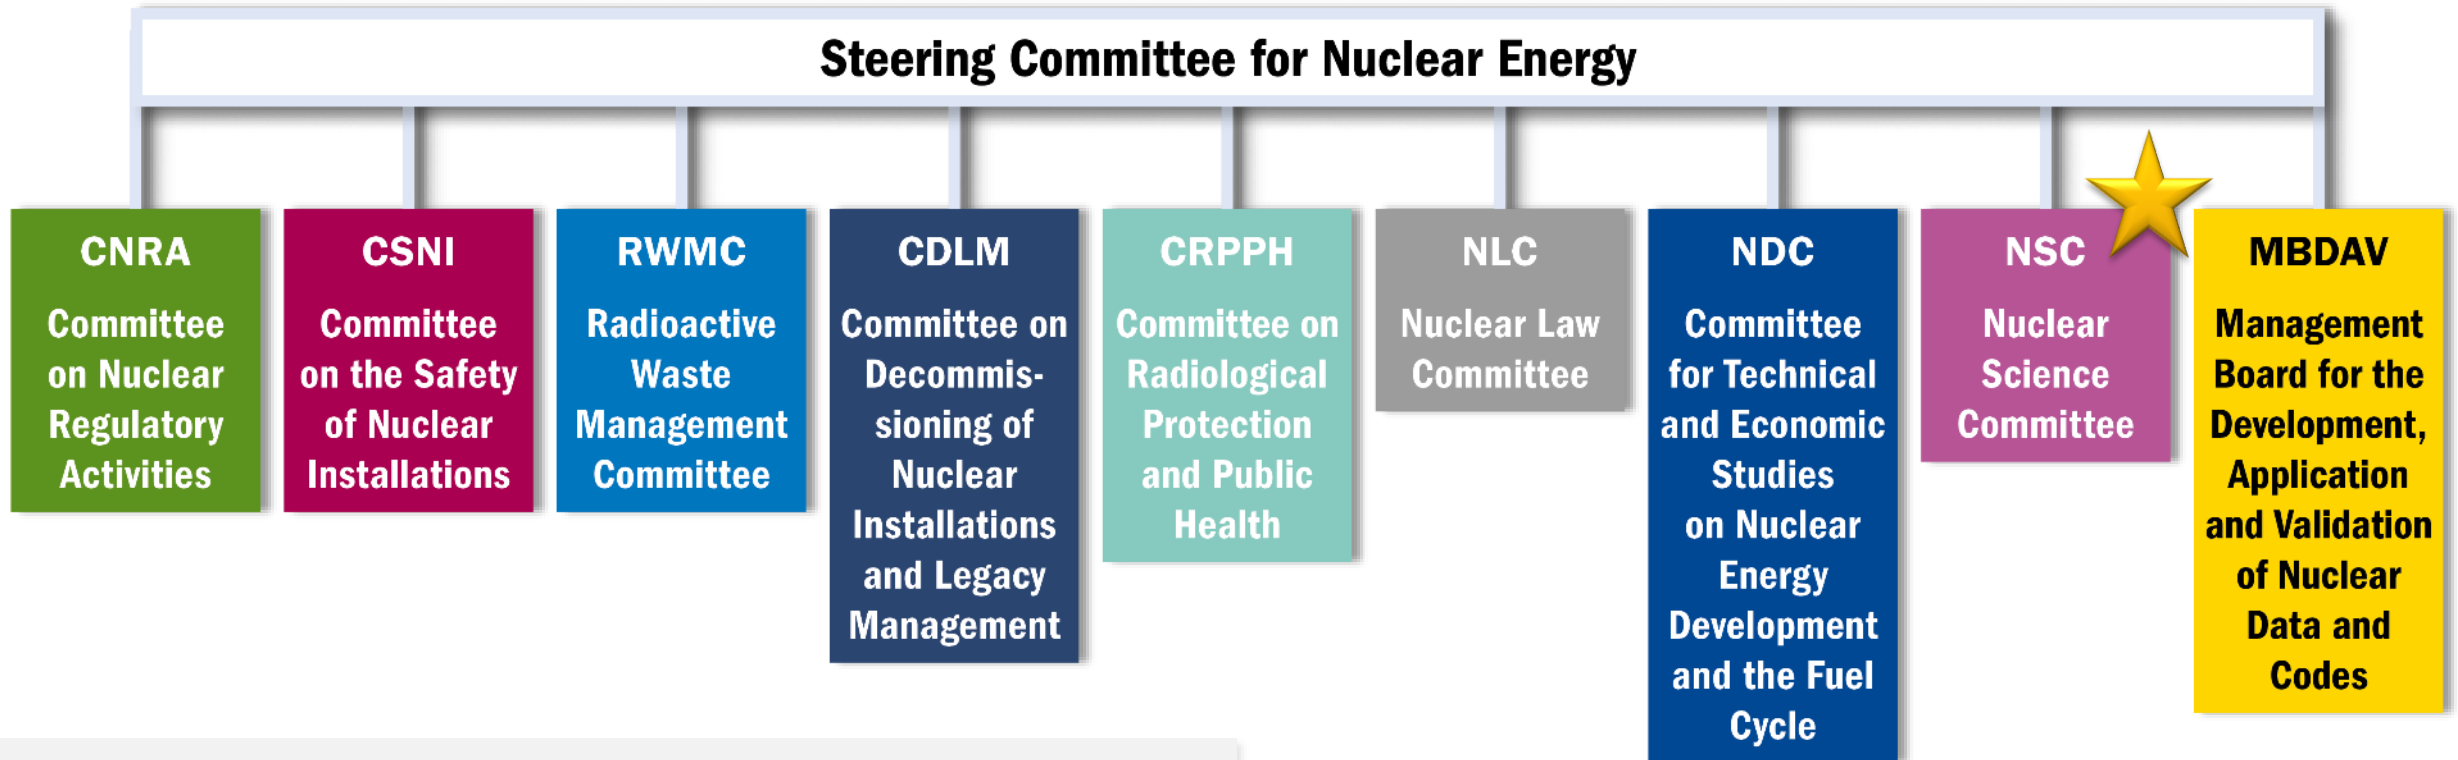 Steering Committee for Nuclear Energy
CNRA
Committee
on Nuclear
Regulatory
Activities
CSNI
Committee
on the Safety
of Nuclear
Installations
RWMC
Radioactive
Waste
Management
Committee
CDLM
Committee on
Decommis-
sioning of
Nuclear
Installations
and Legacy
Management
CRPPH
Committee on
Radiological
Protection
and Public
Health
NLC
Nuclear Law
Committee
NDC
Committee
for Technical
and Economic
Studies
on Nuclear
Energy
Development
and the Fuel
Cycle
NSC
Nuclear
Science
Committee
MBDAV
Management
Board for the
Development,
Application
and Validation
of Nuclear
Data and
Codes